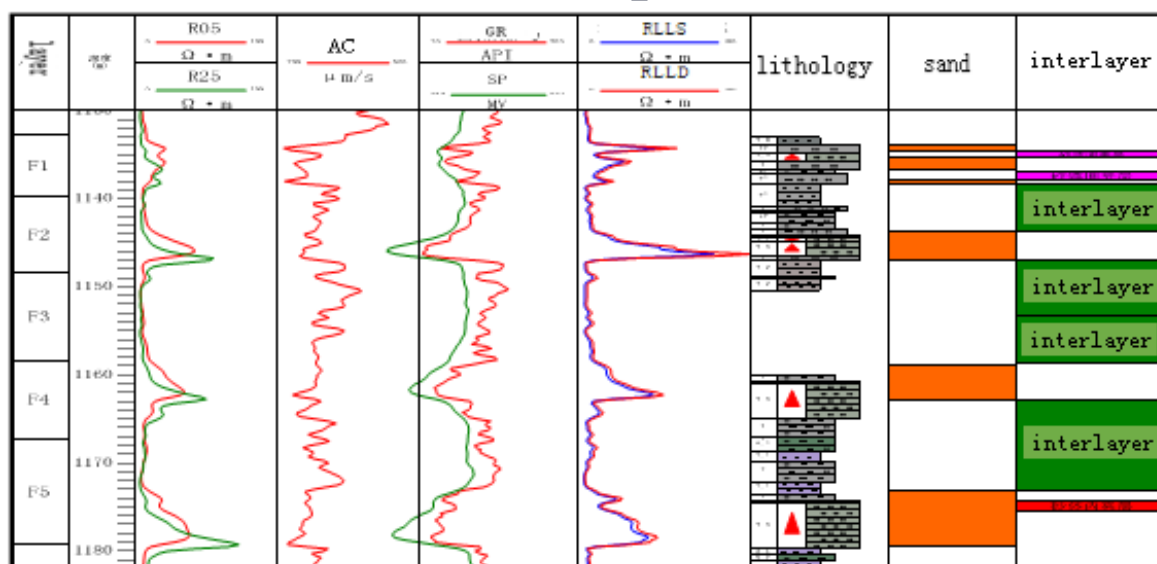 Layer
R05
Ω • m
R25
Ω • m
AC
μ m/s
GR
API
SP
MV
RLLS
Ω • m
RLLD
Ω • m
lithology
sand
interlayer
F1
1140
interlayer
F2
1150
interlayer
F3
interlayer
1160
F4
interlayer
1170
F5
1180